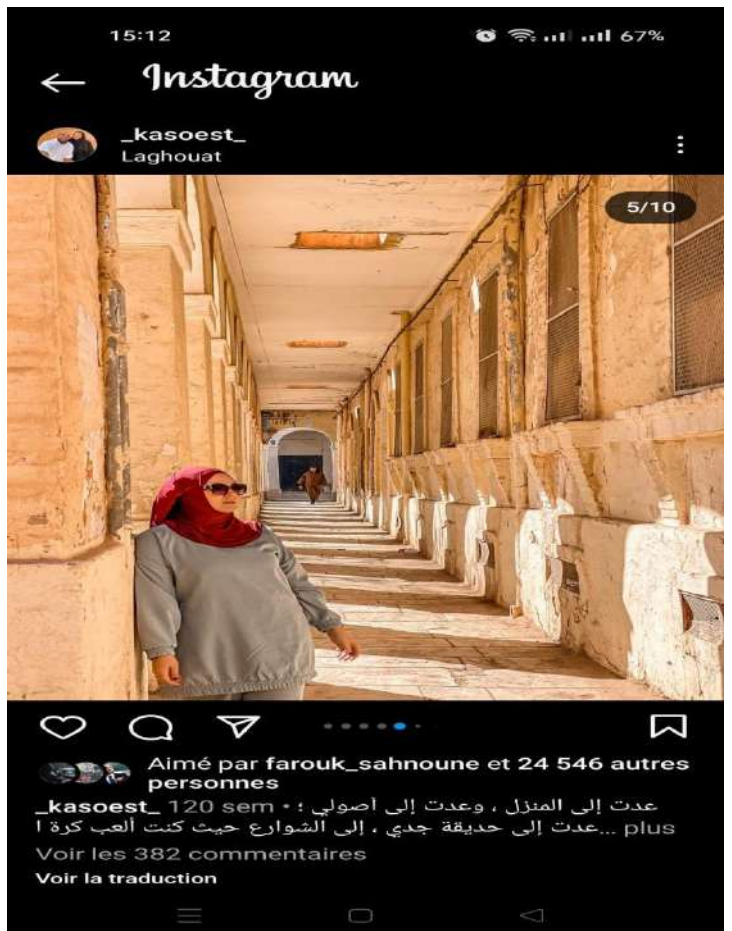 15:12 67%
Instagram
_kasoest_
Laghouat
5/10
Aimé par farouk_sahnoune et 24 546 autres
personnes
_kasoest_ 120 sem • عدت إلى المنزل ، وعدت إلى أصولي ؛
عدت إلى حديقة جدي ، إلى الشوارع حيث كنت ألعب كرة ا... plus
Voir les 382 commentaires
Voir la traduction